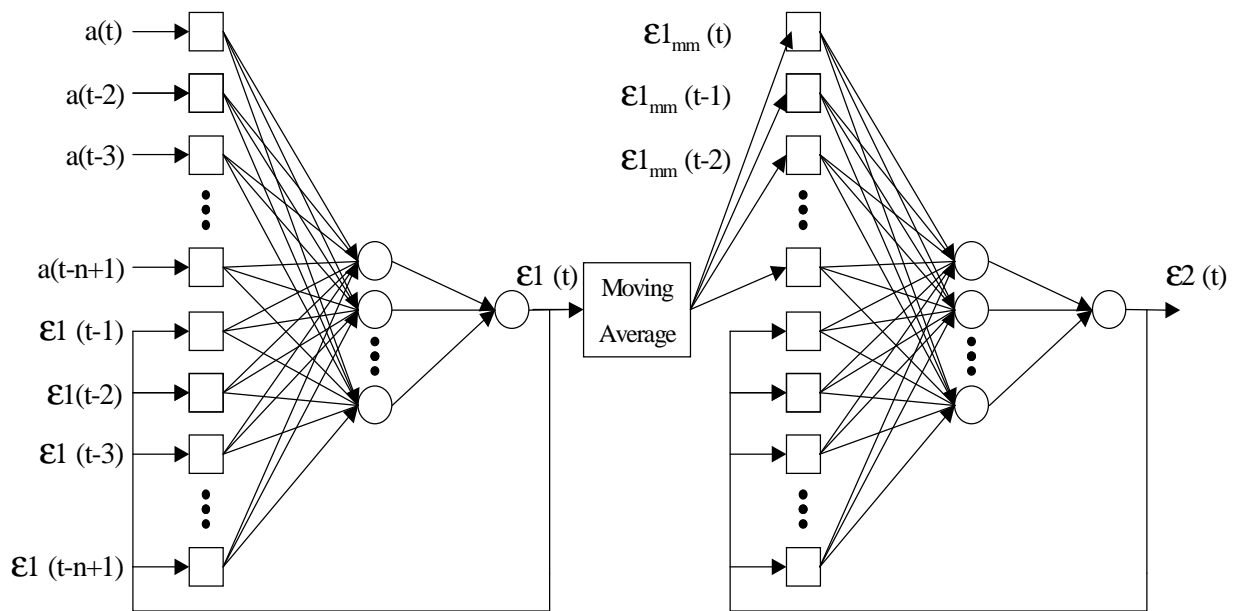 a(t)
a(t-2)
a(t-3)
a(t-n+1)
ε1 (t-1)
ε1(t-2)
ε1 (t-3)
ε1 (t-n+1)
ε1 (t)
Moving
Average
ε1mm (t)
ε1mm (t-1)
ε1mm (t-2)
ε2 (t)